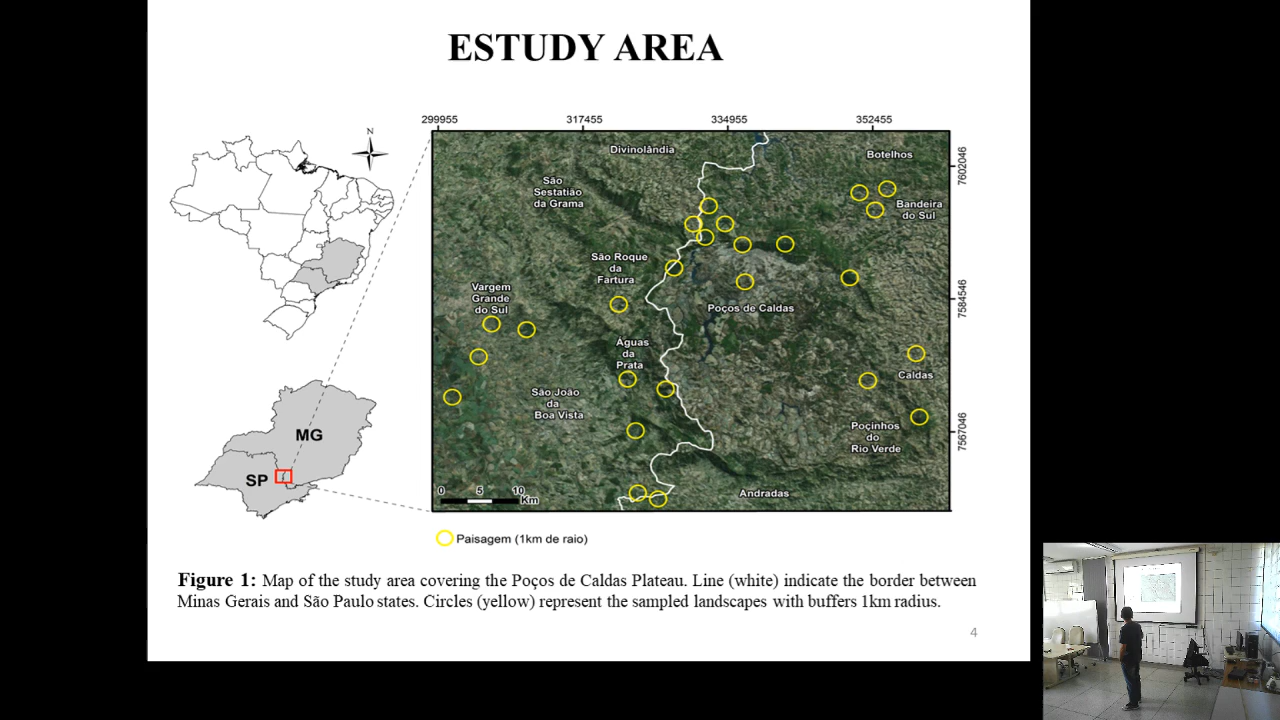 ESTUDY AREA
299955
317455
334955
352455
N
Divinolândia
Botelhos
7602046
São
Sestatião
da Grama
Bandeira
do Sul
São Roque
da
Fartura
Vargem
Grande
do Sul
Poços de Caldas
7584546
Águas
da
Prata
Caldas
São João
da
Boa Vista
MG
Poçinhos
do
Rio Verde
7567046
SP
0
5
10
Km
Andradas
Paisagem (1km de raio)
Figure 1: Map of the study area covering the Poços de Caldas Plateau. Line (white) indicate the border between
Minas Gerais and São Paulo states. Circles (yellow) represent the sampled landscapes with buffers 1km radius.
4